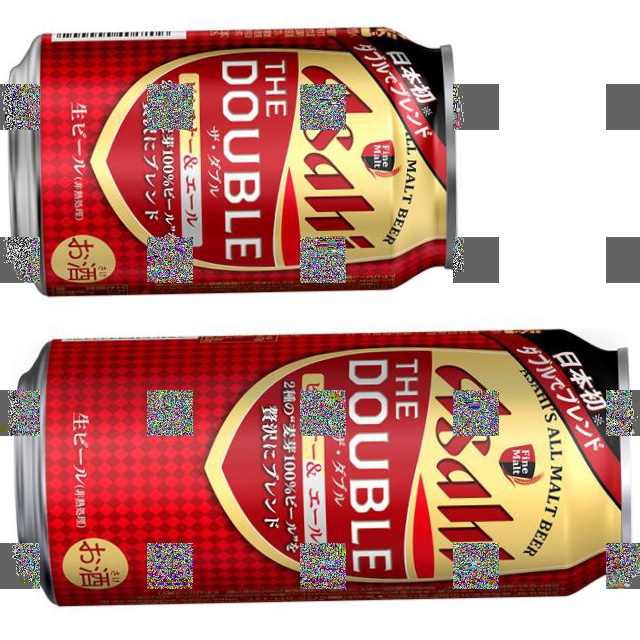 日本初※
ダブルでブレンド
ALL MALT BEER
Fine
Malt
Asahi
THE
DOUBLE
ザ・ダブル
& エール
麦芽100%ビール"
贅沢にブレンド
生ビール(非熱処理)
さけ
お酒
日本初※
ダブルでブレンド
ALL MALT BEER
Fine
Malt
Asahi
THE
DOUBLE
ザ・ダブル
& エール
2種の"麦芽100%ビール"を
贅沢にブレンド
生ビール(非熱処理)
さけ
お酒